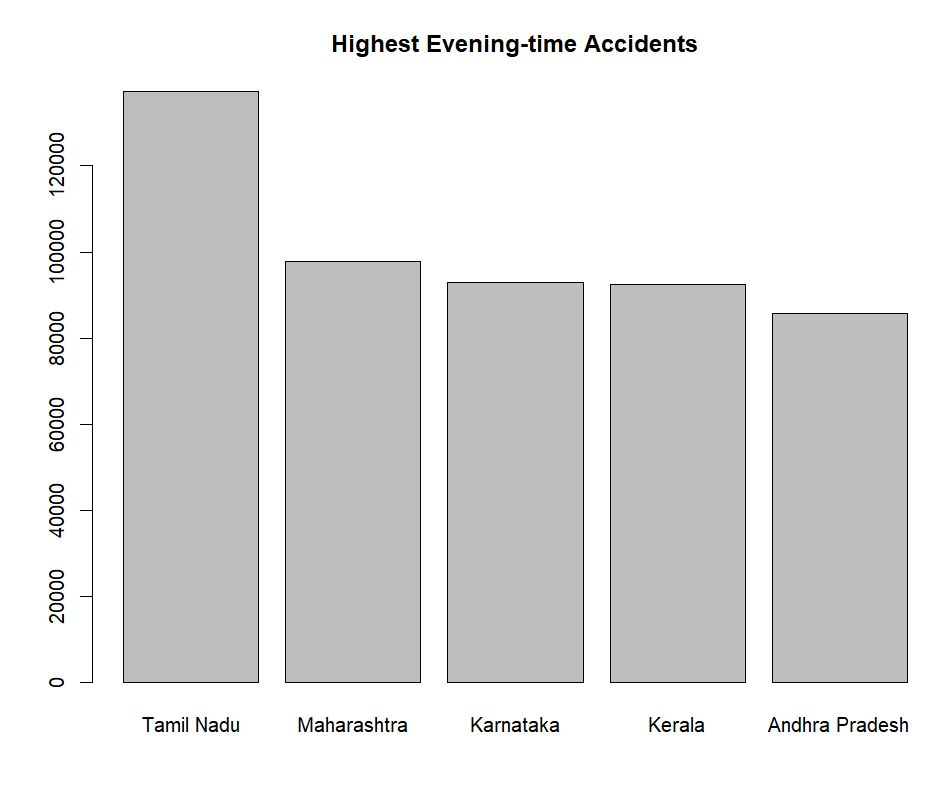 Highest Evening-time Accidents
120000
100000
80000
60000
40000
20000
0
Tamil Nadu
Maharashtra
Karnataka
Kerala
Andhra Pradesh